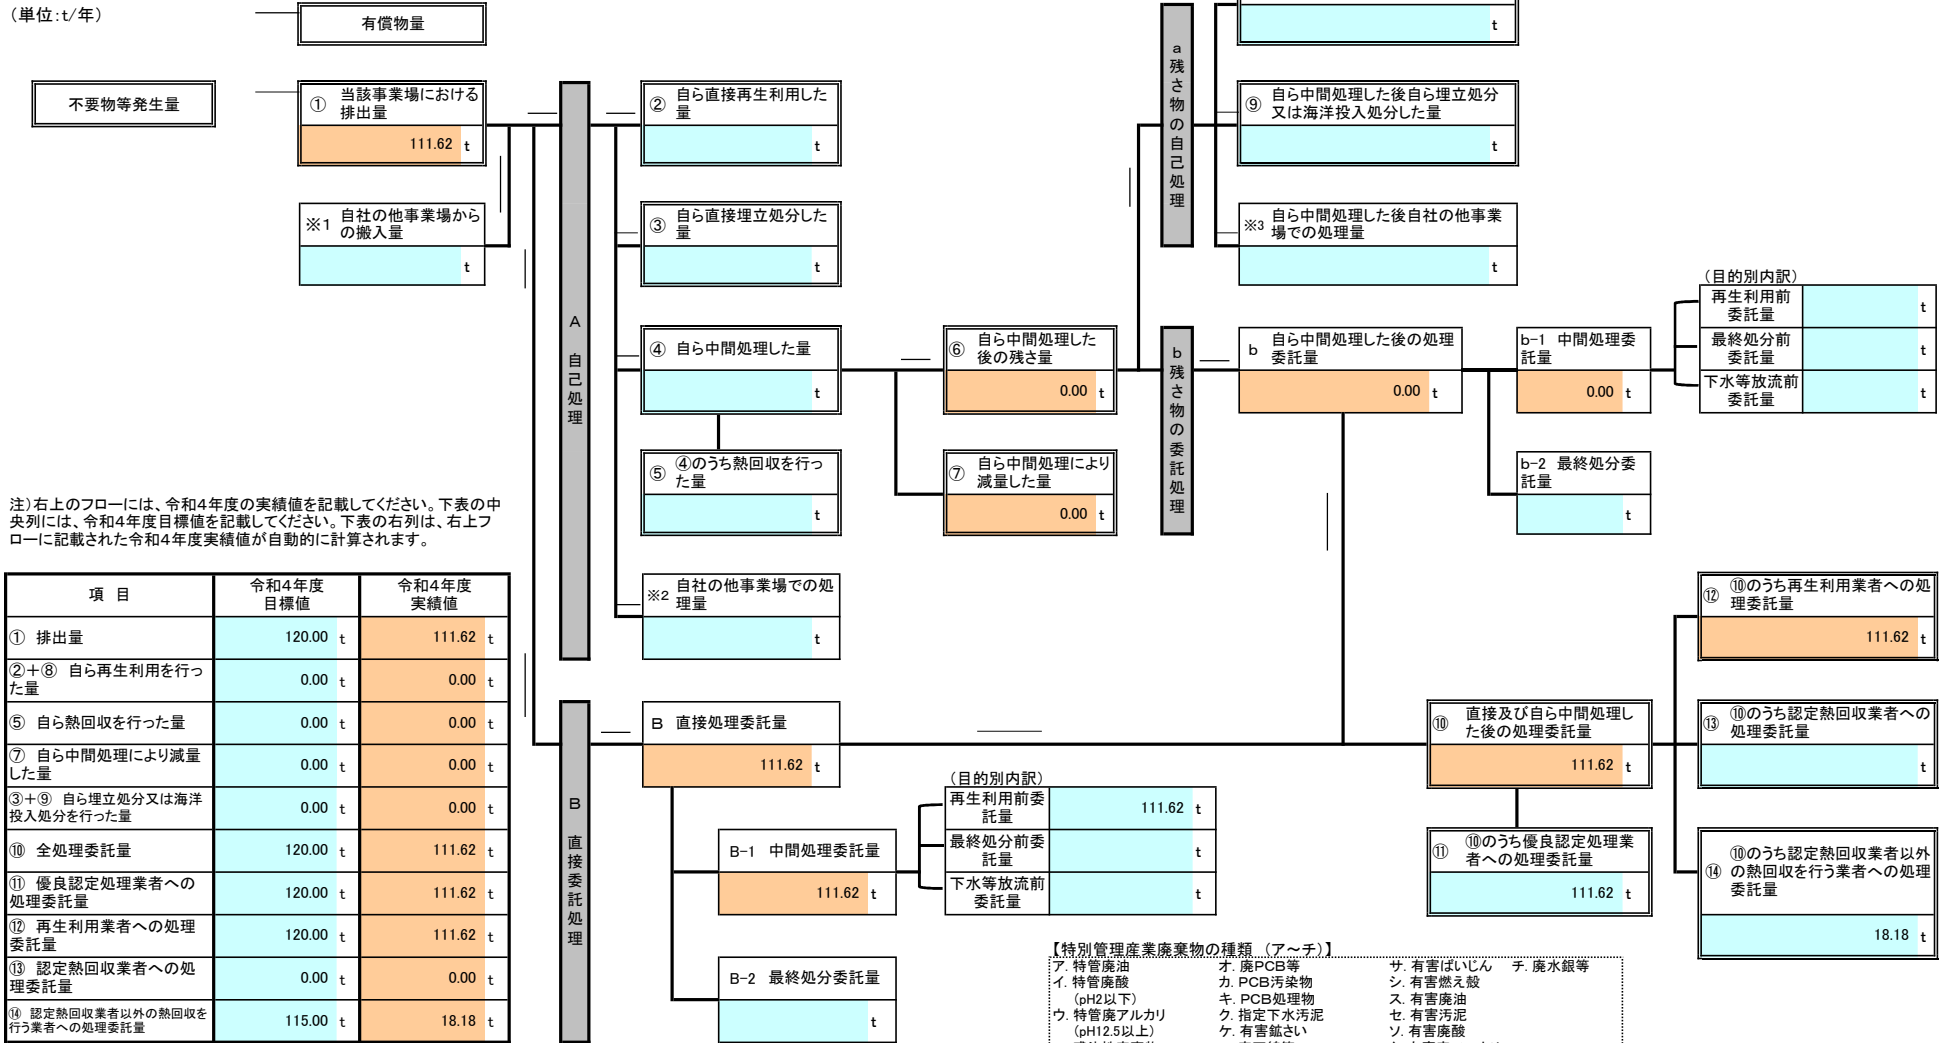 (単位:t/年)
有償物量
t
不要物等発生量
① 当該事業場における
排出量
111.62 t
※1 自社の他事業場から
の搬入量
t
A 自己処理
② 自ら直接再生利用した
量
t
③ 自ら直接埋立処分した
量
t
④ 自ら中間処理した量
t
⑤ ④のうち熱回収を行っ
た量
t
※2 自社の他事業場での処
理量
t
⑥ 自ら中間処理した
後の残さ量
0.00 t
⑦ 自ら中間処理により
減量した量
0.00 t
a 残さ物の自己処理
⑨ 自ら中間処理した後自ら埋立処分
又は海洋投入処分した量
t
※3 自ら中間処理した後自社の他事業
場での処理量
t
b 残さ物の委託処理
b 自ら中間処理した後の処理
委託量
0.00 t
b-1 中間処理委
託量
0.00 t
b-2 最終処分委
託量
t
(目的別内訳)
再生利用前
委託量 t
最終処分前
委託量 t
下水等放流前
委託量 t
注)右上のフローには、令和4年度の実績値を記載してください。下表の中
央列には、令和4年度目標値を記載してください。下表の右列は、右上フ
ローに記載された令和4年度実績値が自動的に計算されます。
項 目 令和4年度 目標値 令和4年度 実績値
① 排出量 120.00 t 111.62 t
②+⑧ 自ら再生利用を行っ
た量 0.00 t 0.00 t
⑤ 自ら熱回収を行った量 0.00 t 0.00 t
⑦ 自ら中間処理により減量
した量 0.00 t 0.00 t
③+⑨ 自ら埋立処分又は海洋
投入処分を行った量 0.00 t 0.00 t
⑩ 全処理委託量 120.00 t 111.62 t
⑪ 優良認定処理業者への
処理委託量 120.00 t 111.62 t
⑫ 再生利用業者への処理
委託量 120.00 t 111.62 t
⑬ 認定熱回収業者への処
理委託量 0.00 t 0.00 t
⑭ 認定熱回収業者以外の熱回収を
行う業者への処理委託量 115.00 t 18.18 t
B 直接委託処理
B 直接処理委託量
111.62 t
B-1 中間処理委託量
111.62 t
B-2 最終処分委託量
t
(目的別内訳)
再生利用前委
託量 111.62 t
最終処分前委
託量 t
下水等放流前
委託量 t
⑩ 直接及び自ら中間処理し
た後の処理委託量
111.62 t
⑪ ⑩のうち優良認定処理業
者への処理委託量
111.62 t
⑫ ⑩のうち再生利用業者への処
理委託量
111.62 t
⑬ ⑩のうち認定熱回収業者への
処理委託量
t
⑭ ⑩のうち認定熱回収業者以外
の熱回収を行う業者への処理
委託量
18.18 t
【特別管理産業廃棄物の種類 (ア~チ)】
ア. 特管廃油 オ. 廃PCB等 サ. 有害ばいじん チ. 廃水銀等
イ. 特管廃酸 カ. PCB汚染物 シ. 有害燃え殻
(pH2以下) キ. PCB処理物 ス. 有害廃油
ウ. 特管廃アルカリ ク. 指定下水汚泥 セ. 有害汚泥
(pH12.5以上) ケ. 有害鉱さい ソ. 有害廃酸